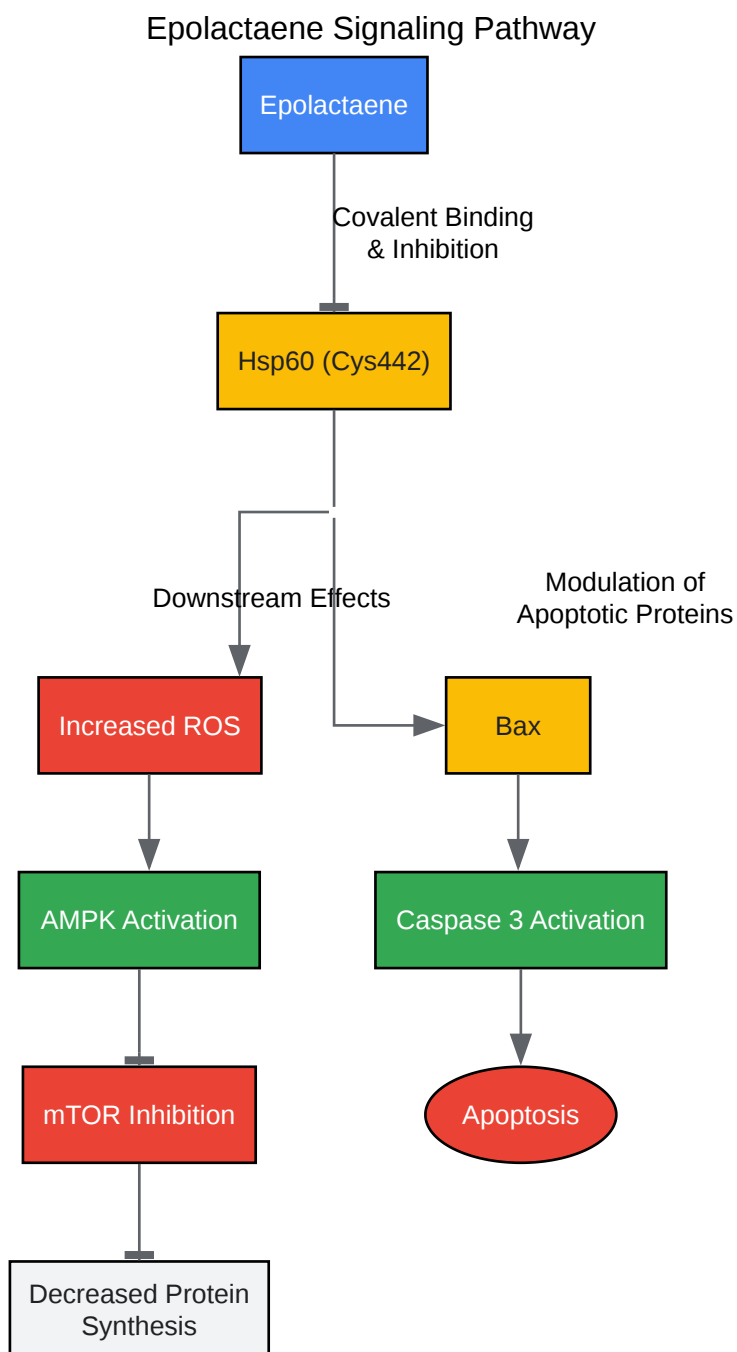 Epolactaene Signaling Pathway
Epolactaene
Covalent Binding
& Inhibition
Hsp60 (Cys442)
Downstream Effects
Modulation of
Apoptotic Proteins
Increased ROS
Bax
AMPK Activation
Caspase 3 Activation
mTOR Inhibition
Apoptosis
Decreased Protein
Synthesis